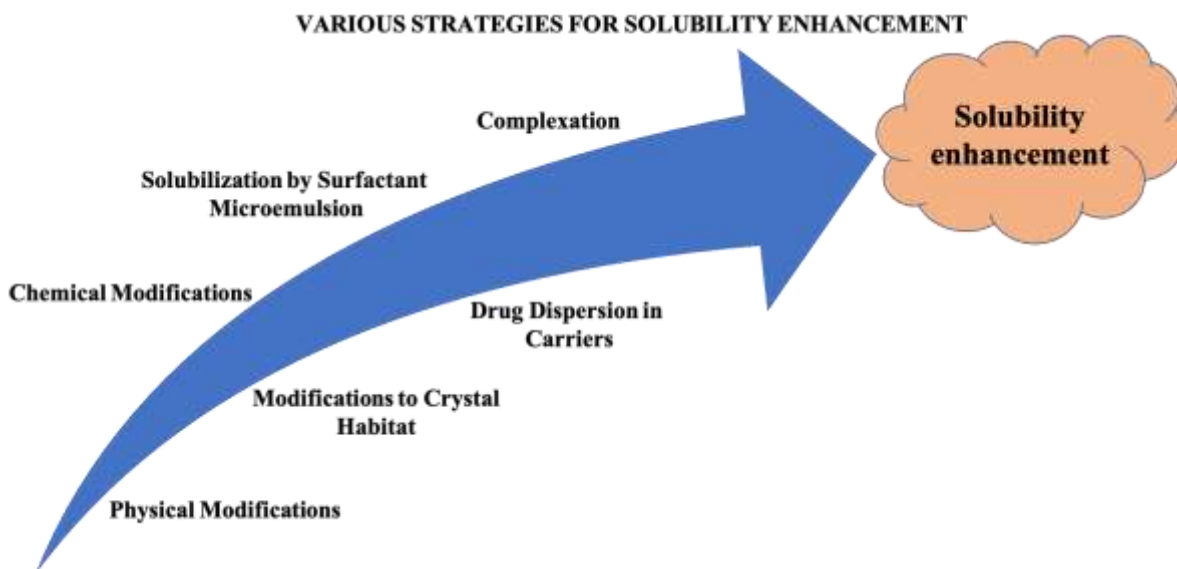 VARIOUS STRATEGIES FOR SOLUBILITY ENHANCEMENT
Solubility
enhancement
Complexation
Solubilization by Surfactant
Microemulsion
Chemical Modifications
Drug Dispersion in
Carriers
Modifications to Crystal
Habitat
Physical Modifications